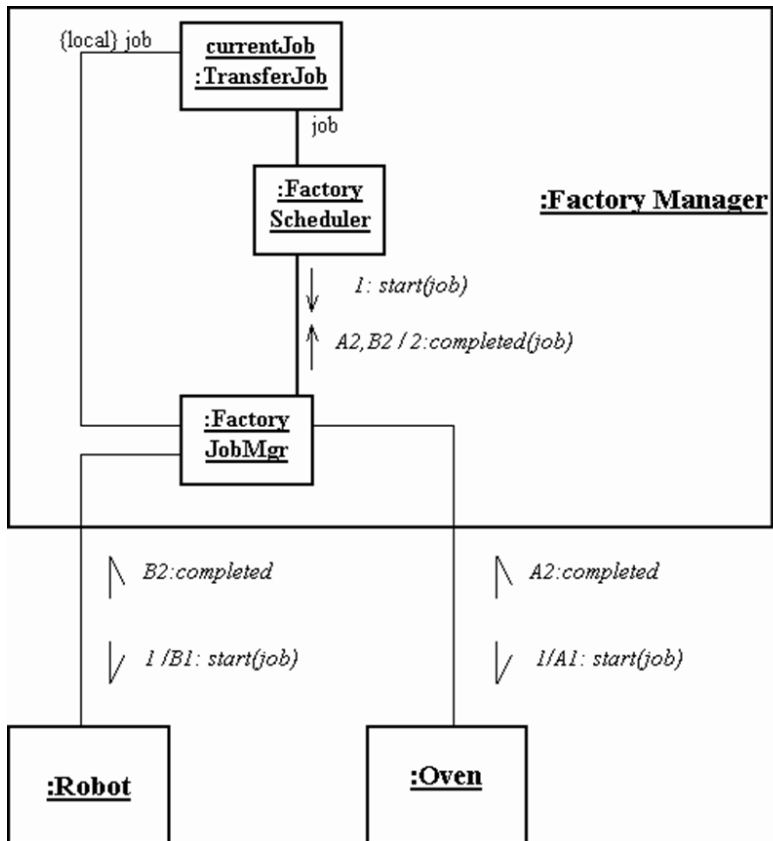 {local} job
currentJob
:TransferJob
job
:Factory
Scheduler
:Factory Manager
1: start(job)
A2,B2 / 2:completed(job)
:Factory
JobMgr
B2:completed
A2:completed
1 /B1: start(job)
1/A1: start(job)
:Robot
:Oven